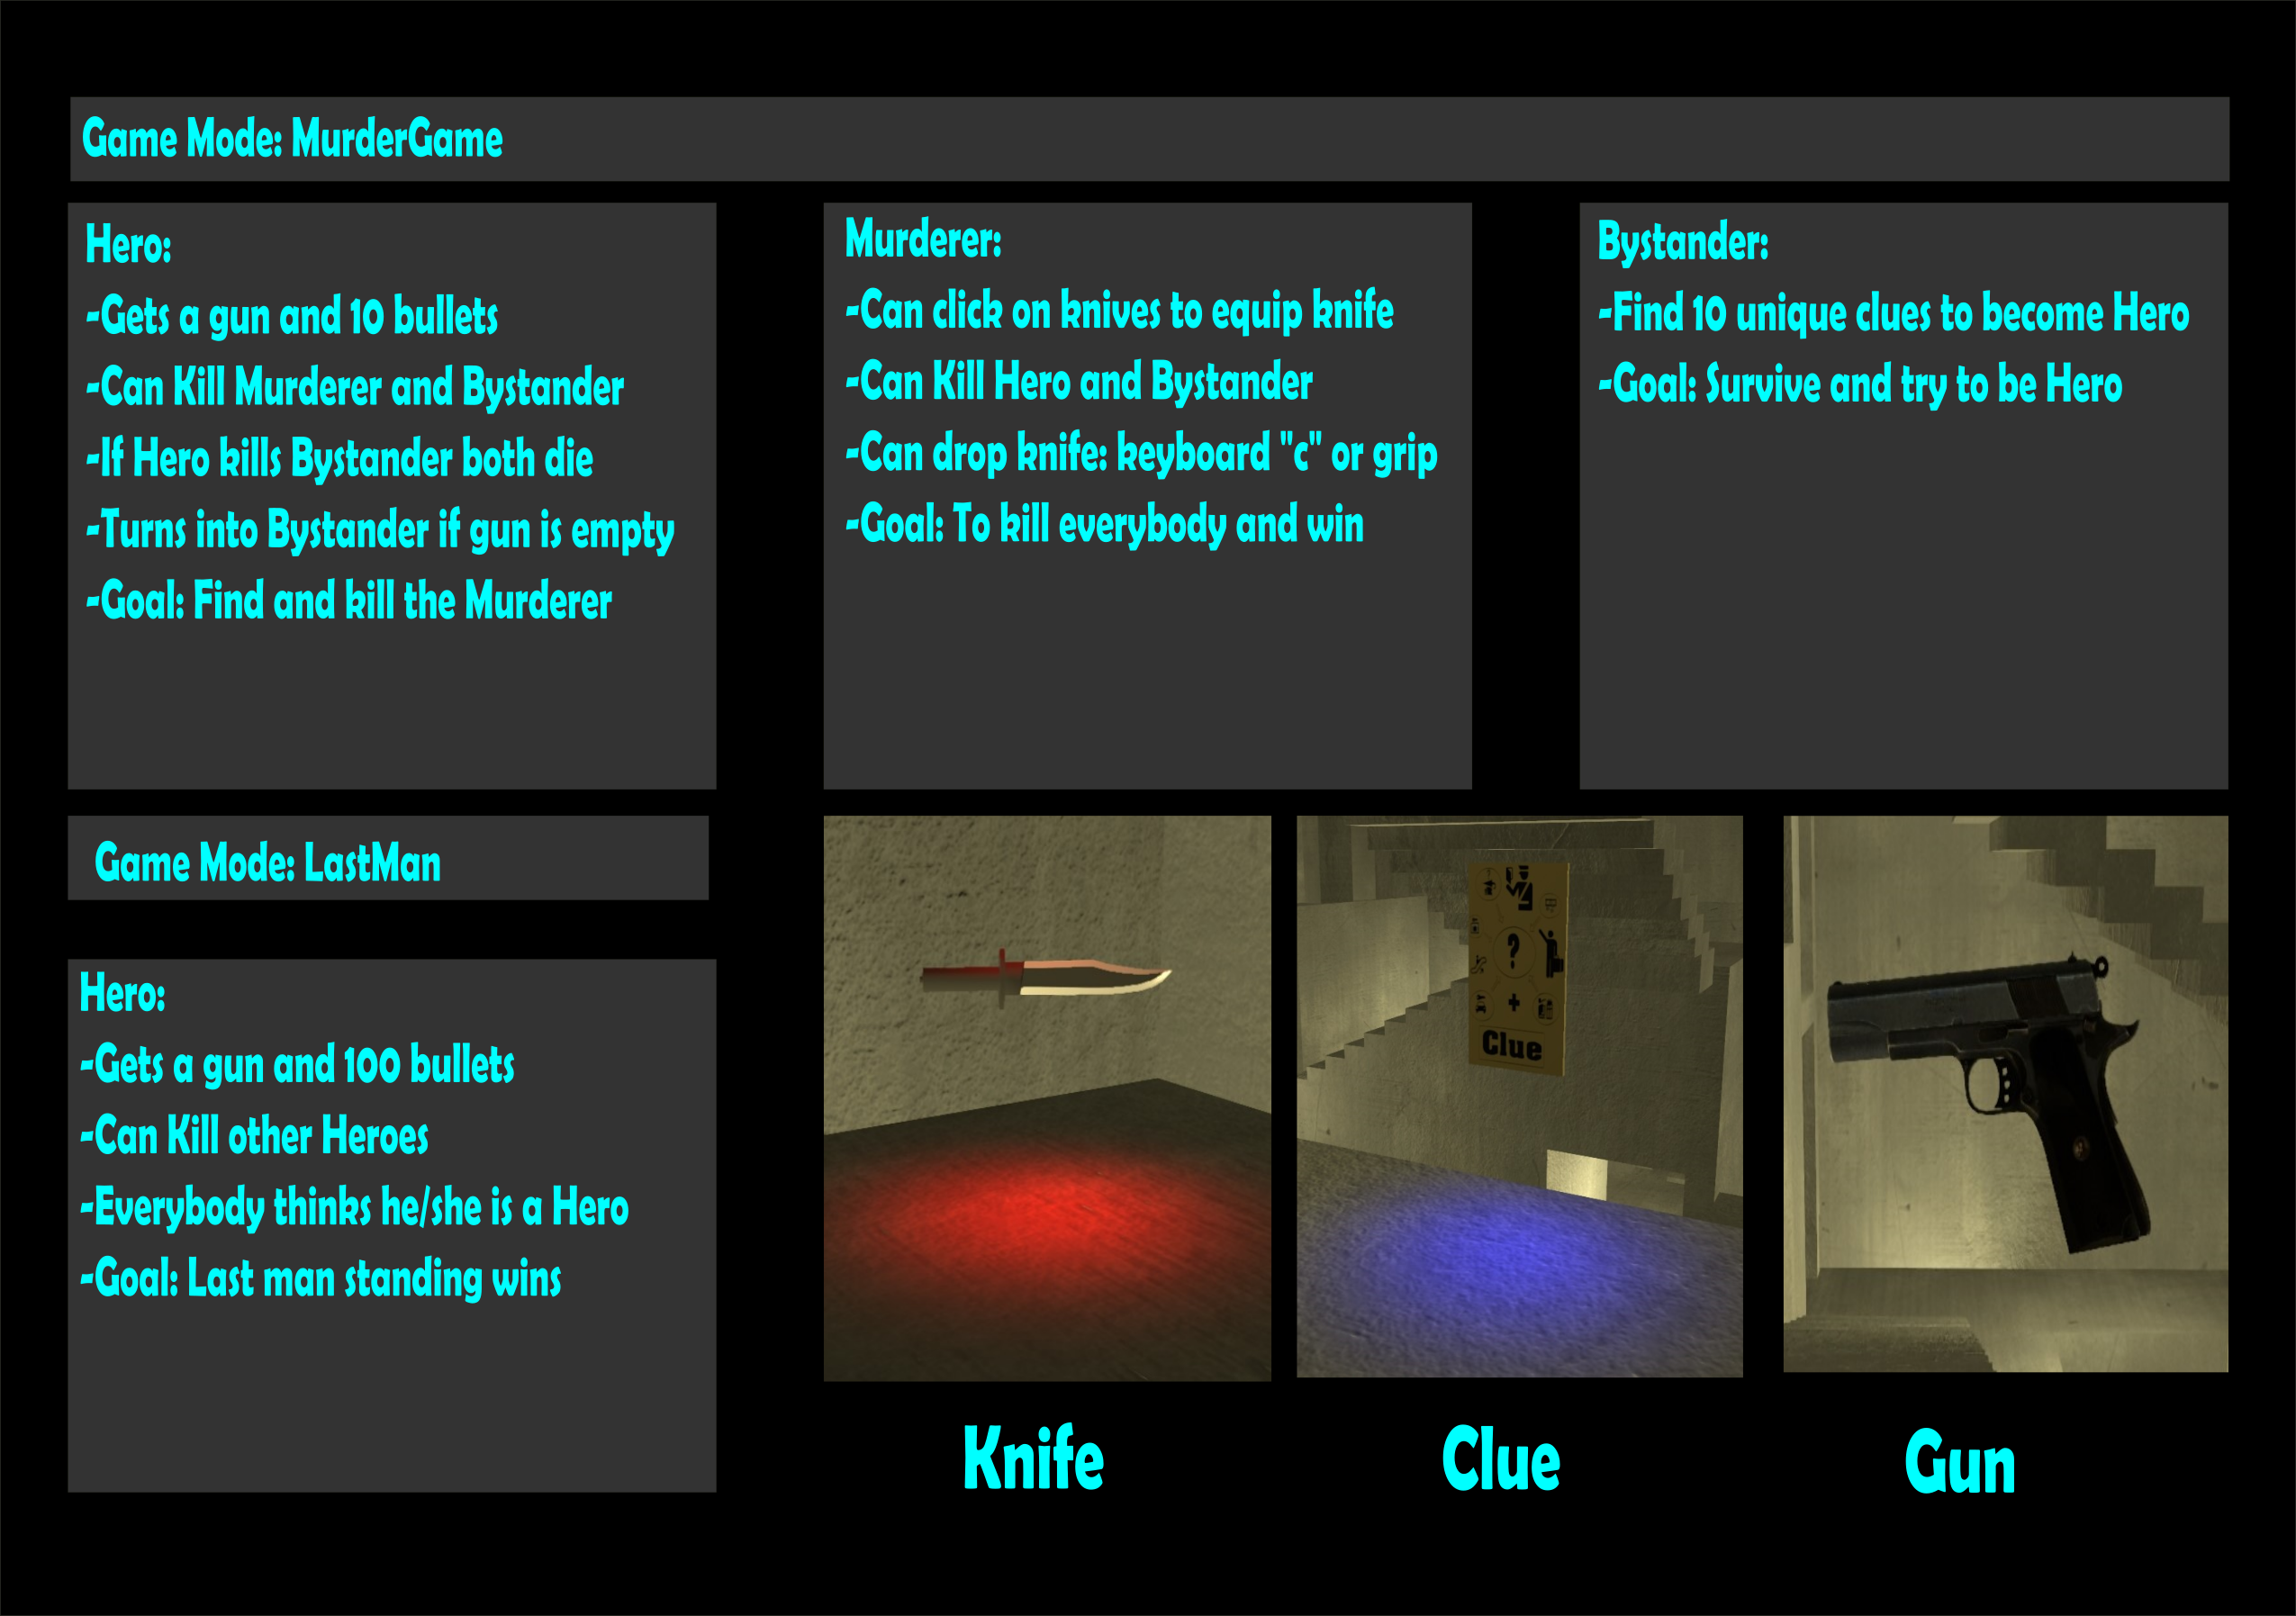 Game Mode: MurderGame
Hero:
-Gets a gun and 10 bullets
-Can Kill Murderer and Bystander
-If Hero kills Bystander both die
-Turns into Bystander if gun is empty
-Goal: Find and kill the Murderer
Murderer:
-Can click on knives to equip knife
-Can Kill Hero and Bystander
-Can drop knife: keyboard "c" or grip
-Goal: To kill everybody and win
Bystander:
-Find 10 unique clues to become Hero
-Goal: Survive and try to be Hero
Game Mode: LastMan
Hero:
-Gets a gun and 100 bullets
-Can Kill other Heroes
-Everybody thinks he/she is a Hero
-Goal: Last man standing wins
?
+
Clue
Knife
Clue
Gun